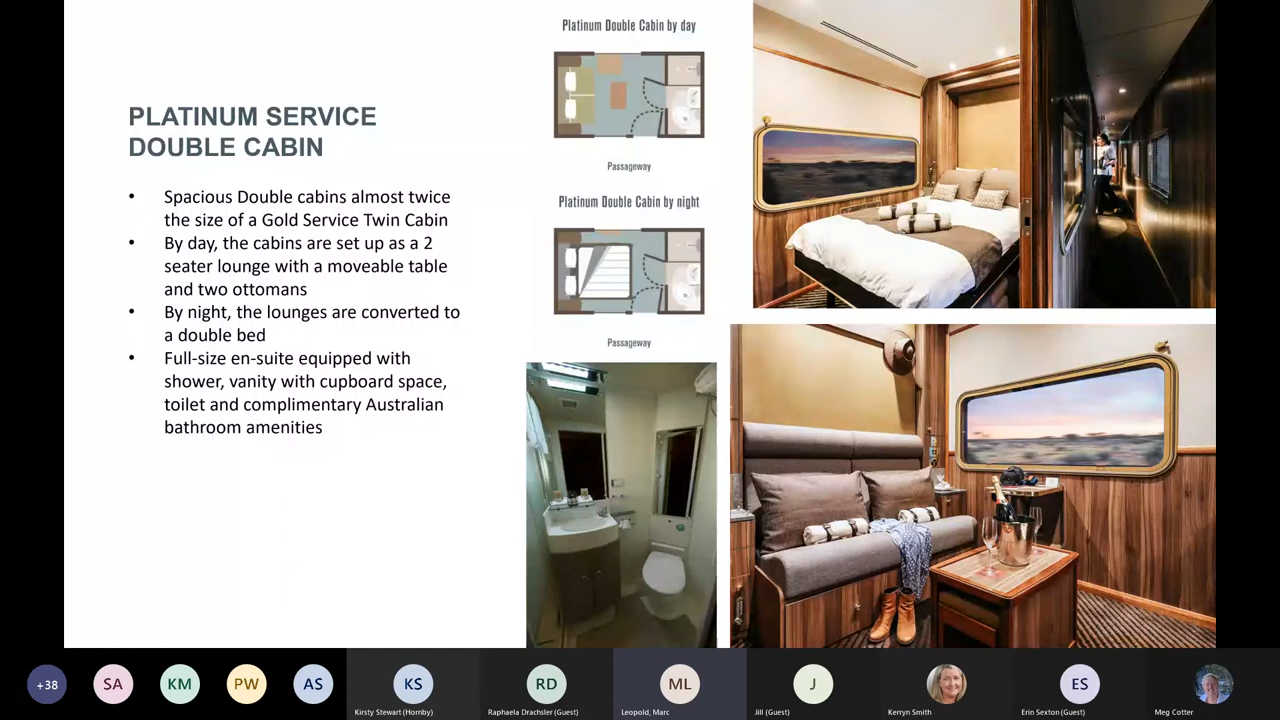 Platinum Double Cabin by day
PLATINUM SERVICE
DOUBLE CABIN
Passageway
• Spacious Double cabins almost twice
the size of a Gold Service Twin Cabin
• By day, the cabins are set up as a 2
seater lounge with a moveable table
and two ottomans
• By night, the lounges are converted to
a double bed
• Full-size en-suite equipped with
shower, vanity with cupboard space,
toilet and complimentary Australian
bathroom amenities
Platinum Double Cabin by night
Passageway
+38
SA
KM
PW
AS
KS
Kirsty Stewart (Hornby)
RD
Raphaela Drachsler (Guest)
ML
Leopold, Marc
J
Jill (Guest)
Kerryn Smith
ES
Erin Sexton (Guest)
Meg Cotter